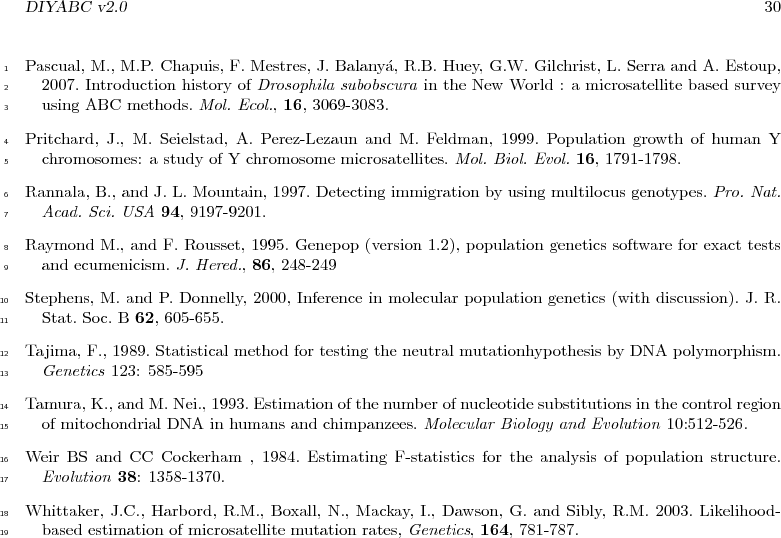 DIYABC v2.0 30
1 Pascual, M., M.P. Chapuis, F. Mestres, J. Balanyá, R.B. Huey, G.W. Gilchrist, L. Serra and A. Estoup,
2 2007. Introduction history of Drosophila subobscura in the New World : a microsatellite based survey
3 using ABC methods. Mol. Ecol., 16, 3069-3083.
4 Pritchard, J., M. Seielstad, A. Perez-Lezaun and M. Feldman, 1999. Population growth of human Y
5 chromosomes: a study of Y chromosome microsatellites. Mol. Biol. Evol. 16, 1791-1798.
6 Rannala, B., and J. L. Mountain, 1997. Detecting immigration by using multilocus genotypes. Pro. Nat.
7 Acad. Sci. USA 94, 9197-9201.
8 Raymond M., and F. Rousset, 1995. Genepop (version 1.2), population genetics software for exact tests
9 and ecumenicism. J. Hered., 86, 248-249
10 Stephens, M. and P. Donnelly, 2000, Inference in molecular population genetics (with discussion). J. R.
11 Stat. Soc. B 62, 605-655.
12 Tajima, F., 1989. Statistical method for testing the neutral mutationhypothesis by DNA polymorphism.
13 Genetics 123: 585-595
14 Tamura, K., and M. Nei., 1993. Estimation of the number of nucleotide substitutions in the control region
15 of mitochondrial DNA in humans and chimpanzees. Molecular Biology and Evolution 10:512-526.
16 Weir BS and CC Cockerham , 1984. Estimating F-statistics for the analysis of population structure.
17 Evolution 38: 1358-1370.
18 Whittaker, J.C., Harbord, R.M., Boxall, N., Mackay, I., Dawson, G. and Sibly, R.M. 2003. Likelihood-
19 based estimation of microsatellite mutation rates, Genetics, 164, 781-787.